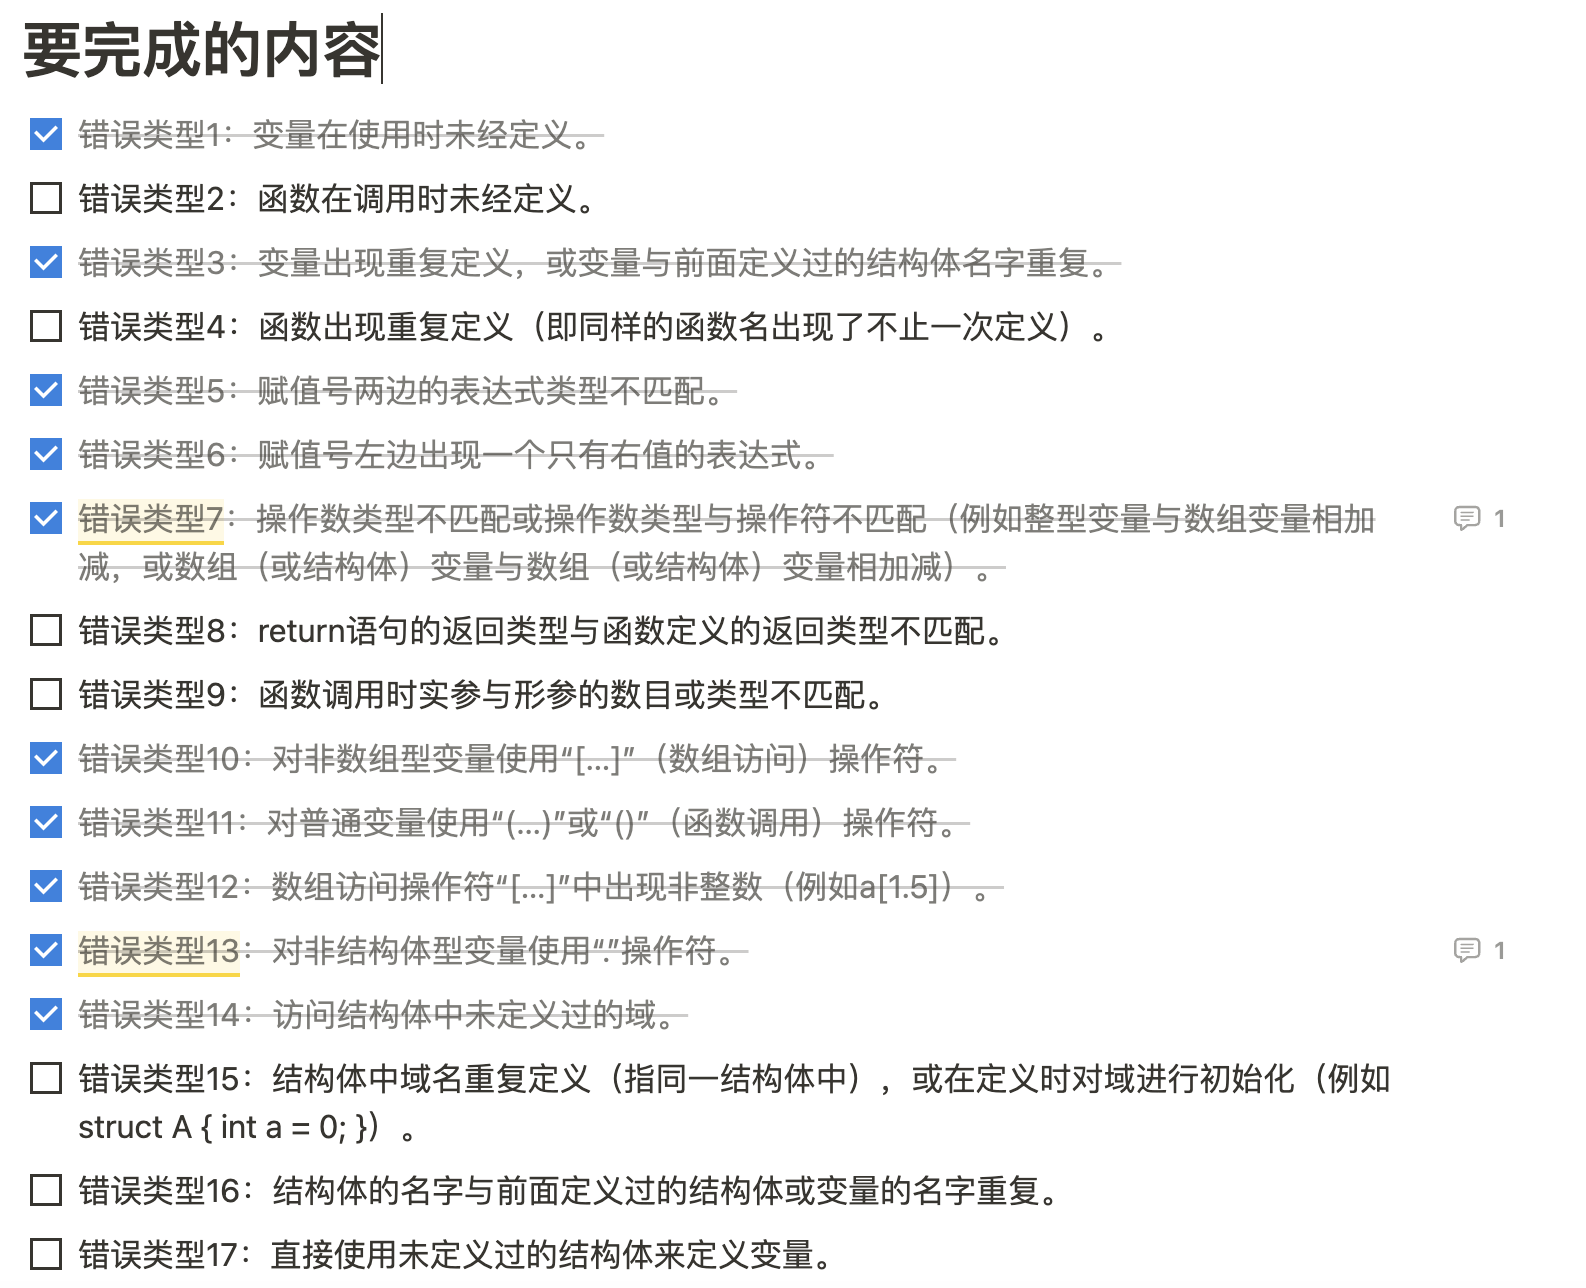 要完成的内容
错误类型1：变量在使用时未经定义。
错误类型2：函数在调用时未经定义。
错误类型3：变量出现重复定义，或变量与前面定义过的结构体名字重复。
错误类型4：函数出现重复定义（即同样的函数名出现了不止一次定义）。
错误类型5：赋值号两边的表达式类型不匹配。
错误类型6：赋值号左边出现一个只有右值的表达式。
错误类型7：操作数类型不匹配或操作数类型与操作符不匹配（例如整型变量与数组变量相加
1
减，或数组（或结构体）变量与数组（或结构体）变量相加减）。
错误类型8：return语句的返回类型与函数定义的返回类型不匹配。
错误类型9：函数调用时实参与形参的数目或类型不匹配。
错误类型10：对非数组型变量使用“[…]”（数组访问）操作符。
错误类型11：对普通变量使用“(…)”或“()”（函数调用）操作符。
错误类型12：数组访问操作符“[…]”中出现非整数（例如a[1.5]）。
错误类型13：对非结构体型变量使用“.”操作符。
1
错误类型14：访问结构体中未定义过的域。
错误类型15：结构体中域名重复定义（指同一结构体中），或在定义时对域进行初始化（例如
struct A { int a = 0; }）。
错误类型16：结构体的名字与前面定义过的结构体或变量的名字重复。
错误类型17：直接使用未定义过的结构体来定义变量。